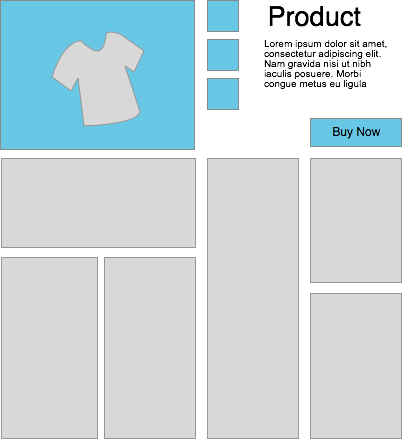 Product
Lorem ipsum dolor sit amet,
consectetur adipiscing elit.
Nam gravida nisi ut nibh
iaculis posuere. Morbi
congue metus eu ligula
Buy Now